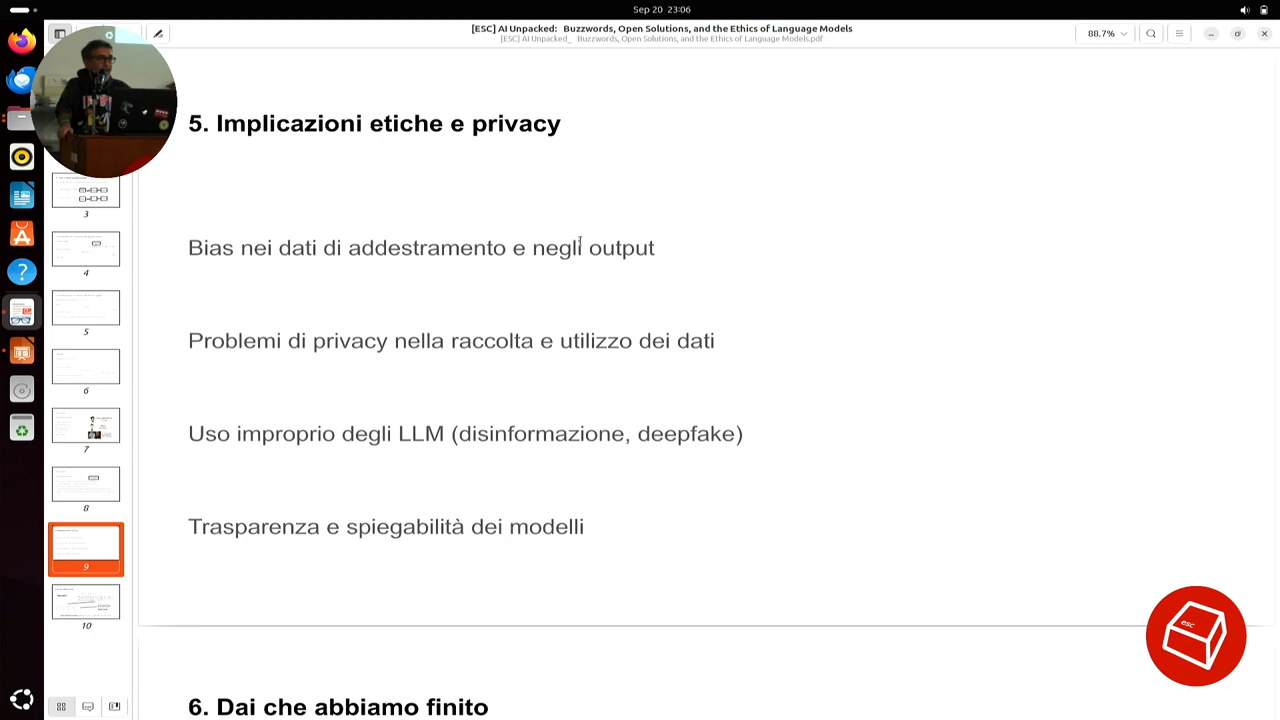 Sep 20 23:06
[ESC] AI Unpacked: Buzzwords, Open Solutions, and the Ethics of Language Models
[ESC] AI Unpacked_ Buzzwords, Open Solutions, and the Ethics of Language Models.pdf
88.7%
5. Implicazioni etiche e privacy
Bias nei dati di addestramento e negli output
Problemi di privacy nella raccolta e utilizzo dei dati
Uso improprio degli LLM (disinformazione, deepfake)
Trasparenza e spiegabilità dei modelli
6. Dai che abbiamo finito
3
4
5
6
7
8
9
10
esc